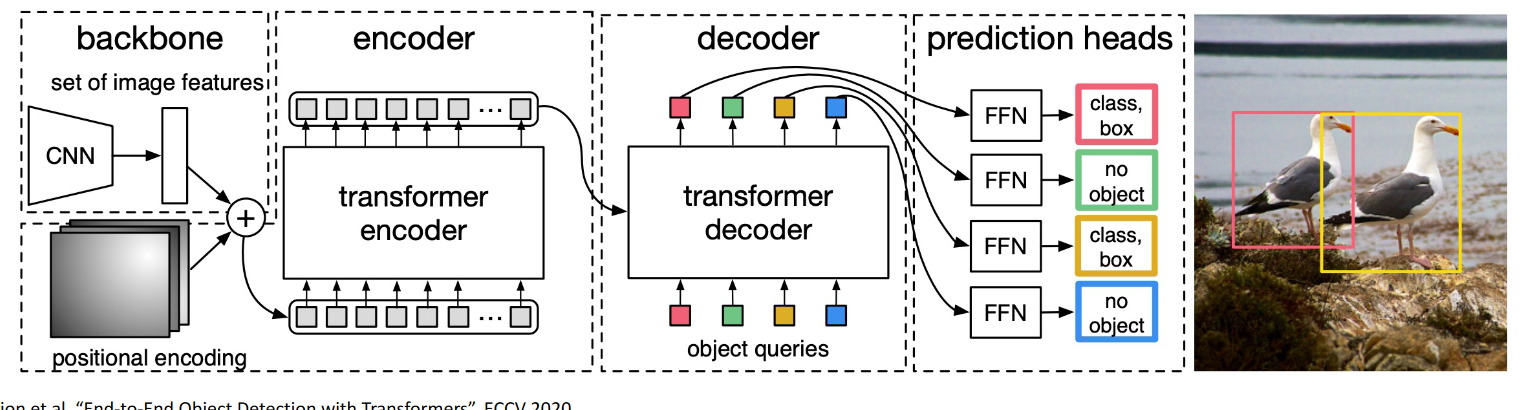 backbone
set of image features
CNN
+
positional encoding
encoder
...
transformer
encoder
...
decoder
transformer
decoder
object queries
prediction heads
FFN
class,
box
FFN
no
object
FFN
class,
box
FFN
no
object
et al. "End-to-End Object Detection with Transformers", ECCV 2020